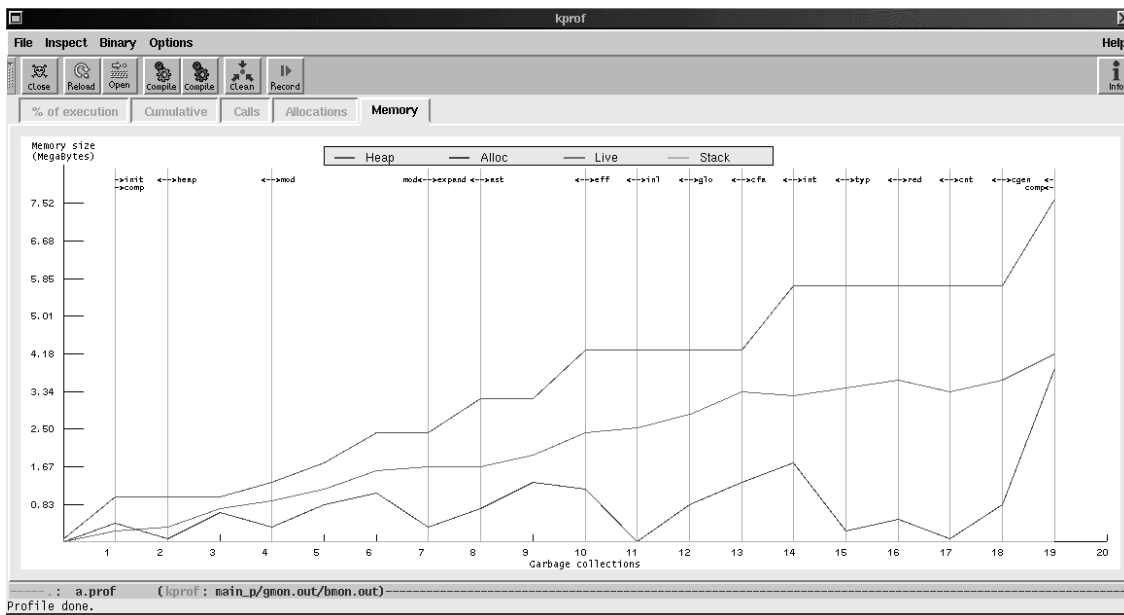 kprof
File Inspect Binary Options Help
Close Reload Open Compile Compile Clean Record Info
% of execution Cumulative Calls Allocations Memory
Memory size
(MegaBytes)
Heap Alloc Live Stack
->init <-->heap <-->mod mod<-->expand <-->ast <-->eff <-->inl <-->glo <-->cfa <-->int <-->typ <-->red <-->cnt <-->cgen <-
->comp comp<-
7.52
6.68
5.85
5.01
4.18
3.34
2.50
1.67
0.83
1 2 3 4 5 6 7 8 9 10 11 12 13 14 15 16 17 18 19 20
Garbage collections
-----.: a.prof (kprof: main_p/gmon.out/bmon.out)--------------------
Profile done.